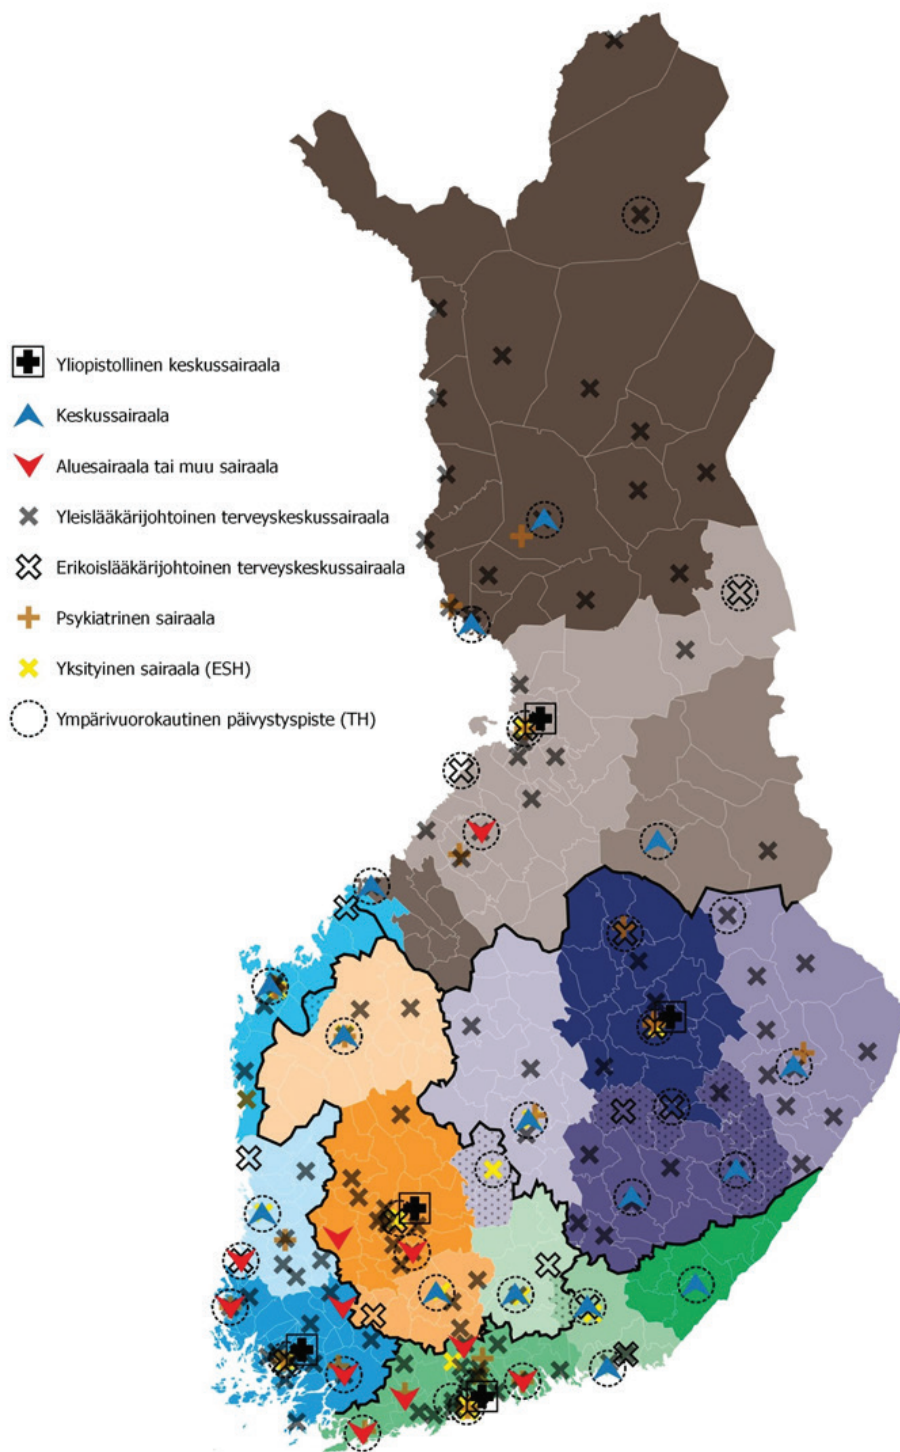 Yliopistollinen keskussairaala
Keskussairaala
Aluesairaala tai muu sairaala
Yleislääkärijohtoinen terveyskeskussairaala
Erikoislääkärijohtoinen terveyskeskussairaala
Psykiatrinen sairaala
Yksityinen sairaala (ESH)
Ympärivuorokautinen päivystyspiste (TH)